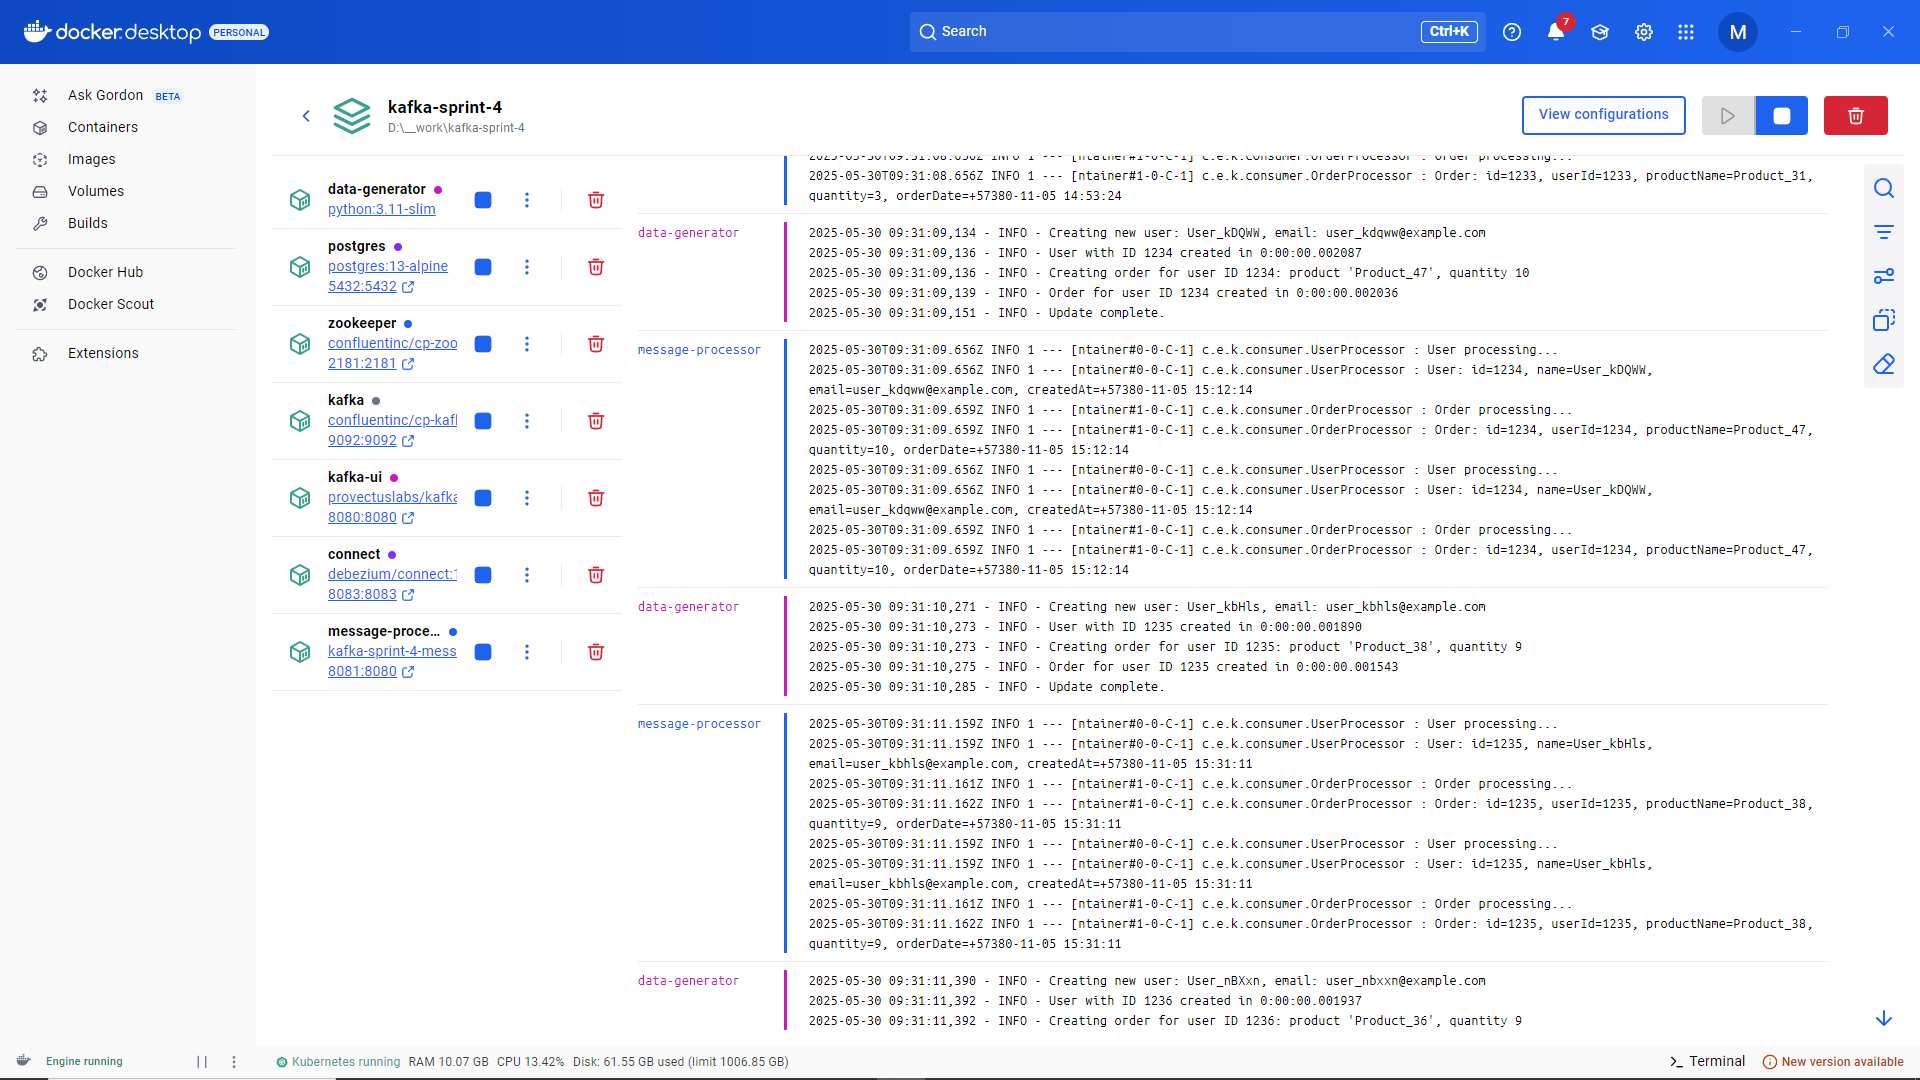 docker.desktop PERSONAL
Search
Ctrl+K
7
M
Ask Gordon BETA
Containers
Images
Volumes
Builds
Docker Hub
Docker Scout
Extensions
kafka-sprint-4
D:\__work\kafka-sprint-4
View configurations
data-generator
python:3.11-slim
postgres
postgres:13-alpine
5432:5432
zookeeper
confluentinc/cp-zoo
2181:2181
kafka
confluentinc/cp-kaf
9092:9092
kafka-ui
provectuslabs/kafka
8080:8080
connect
debezium/connect:
8083:8083
message-proce...
kafka-sprint-4-mess
8081:8080
2025-05-30T09:31:08.656Z INFO 1 --- [ntainer#1-0-C-1] c.e.k.consumer.OrderProcessor : Order processing...
2025-05-30T09:31:08.656Z INFO 1 --- [ntainer#1-0-C-1] c.e.k.consumer.OrderProcessor : Order: id=1233, userId=1233, productName=Product_31,
quantity=3, orderDate=+57380-11-05 14:53:24
data-generator
2025-05-30 09:31:09,134 - INFO - Creating new user: User_kDQWW, email: user_kdqww@example.com
2025-05-30 09:31:09,136 - INFO - User with ID 1234 created in 0:00:00.002087
2025-05-30 09:31:09,136 - INFO - Creating order for user ID 1234: product 'Product_47', quantity 10
2025-05-30 09:31:09,139 - INFO - Order for user ID 1234 created in 0:00:00.002036
2025-05-30 09:31:09,151 - INFO - Update complete.
message-processor
2025-05-30T09:31:09.656Z INFO 1 --- [ntainer#0-0-C-1] c.e.k.consumer.UserProcessor : User processing...
2025-05-30T09:31:09.656Z INFO 1 --- [ntainer#0-0-C-1] c.e.k.consumer.UserProcessor : User: id=1234, name=User_kDQWW,
email=user_kdqww@example.com, createdAt=+57380-11-05 15:12:14
2025-05-30T09:31:09.659Z INFO 1 --- [ntainer#1-0-C-1] c.e.k.consumer.OrderProcessor : Order processing...
2025-05-30T09:31:09.659Z INFO 1 --- [ntainer#1-0-C-1] c.e.k.consumer.OrderProcessor : Order: id=1234, userId=1234, productName=Product_47,
quantity=10, orderDate=+57380-11-05 15:12:14
2025-05-30T09:31:09.656Z INFO 1 --- [ntainer#0-0-C-1] c.e.k.consumer.UserProcessor : User processing...
2025-05-30T09:31:09.656Z INFO 1 --- [ntainer#0-0-C-1] c.e.k.consumer.UserProcessor : User: id=1234, name=User_kDQWW,
email=user_kdqww@example.com, createdAt=+57380-11-05 15:12:14
2025-05-30T09:31:09.659Z INFO 1 --- [ntainer#1-0-C-1] c.e.k.consumer.OrderProcessor : Order processing...
2025-05-30T09:31:09.659Z INFO 1 --- [ntainer#1-0-C-1] c.e.k.consumer.OrderProcessor : Order: id=1234, userId=1234, productName=Product_47,
quantity=10, orderDate=+57380-11-05 15:12:14
data-generator
2025-05-30 09:31:10,271 - INFO - Creating new user: User_kbHls, email: user_kbhls@example.com
2025-05-30 09:31:10,273 - INFO - User with ID 1235 created in 0:00:00.001890
2025-05-30 09:31:10,273 - INFO - Creating order for user ID 1235: product 'Product_38', quantity 9
2025-05-30 09:31:10,275 - INFO - Order for user ID 1235 created in 0:00:00.001543
2025-05-30 09:31:10,285 - INFO - Update complete.
message-processor
2025-05-30T09:31:11.159Z INFO 1 --- [ntainer#0-0-C-1] c.e.k.consumer.UserProcessor : User processing...
2025-05-30T09:31:11.159Z INFO 1 --- [ntainer#0-0-C-1] c.e.k.consumer.UserProcessor : User: id=1235, name=User_kbHls,
email=user_kbhls@example.com, createdAt=+57380-11-05 15:31:11
2025-05-30T09:31:11.161Z INFO 1 --- [ntainer#1-0-C-1] c.e.k.consumer.OrderProcessor : Order processing...
2025-05-30T09:31:11.162Z INFO 1 --- [ntainer#1-0-C-1] c.e.k.consumer.OrderProcessor : Order: id=1235, userId=1235, productName=Product_38,
quantity=9, orderDate=+57380-11-05 15:31:11
2025-05-30T09:31:11.159Z INFO 1 --- [ntainer#0-0-C-1] c.e.k.consumer.UserProcessor : User processing...
2025-05-30T09:31:11.159Z INFO 1 --- [ntainer#0-0-C-1] c.e.k.consumer.UserProcessor : User: id=1235, name=User_kbHls,
email=user_kbhls@example.com, createdAt=+57380-11-05 15:31:11
2025-05-30T09:31:11.161Z INFO 1 --- [ntainer#1-0-C-1] c.e.k.consumer.OrderProcessor : Order processing...
2025-05-30T09:31:11.162Z INFO 1 --- [ntainer#1-0-C-1] c.e.k.consumer.OrderProcessor : Order: id=1235, userId=1235, productName=Product_38,
quantity=9, orderDate=+57380-11-05 15:31:11
data-generator
2025-05-30 09:31:11,390 - INFO - Creating new user: User_nBXxn, email: user_nbxxn@example.com
2025-05-30 09:31:11,392 - INFO - User with ID 1236 created in 0:00:00.001937
2025-05-30 09:31:11,392 - INFO - Creating order for user ID 1236: product 'Product_36', quantity 9
Engine running
Kubernetes running RAM 10.07 GB CPU 13.42% Disk: 61.55 GB used (limit 1006.85 GB)
Terminal
New version available